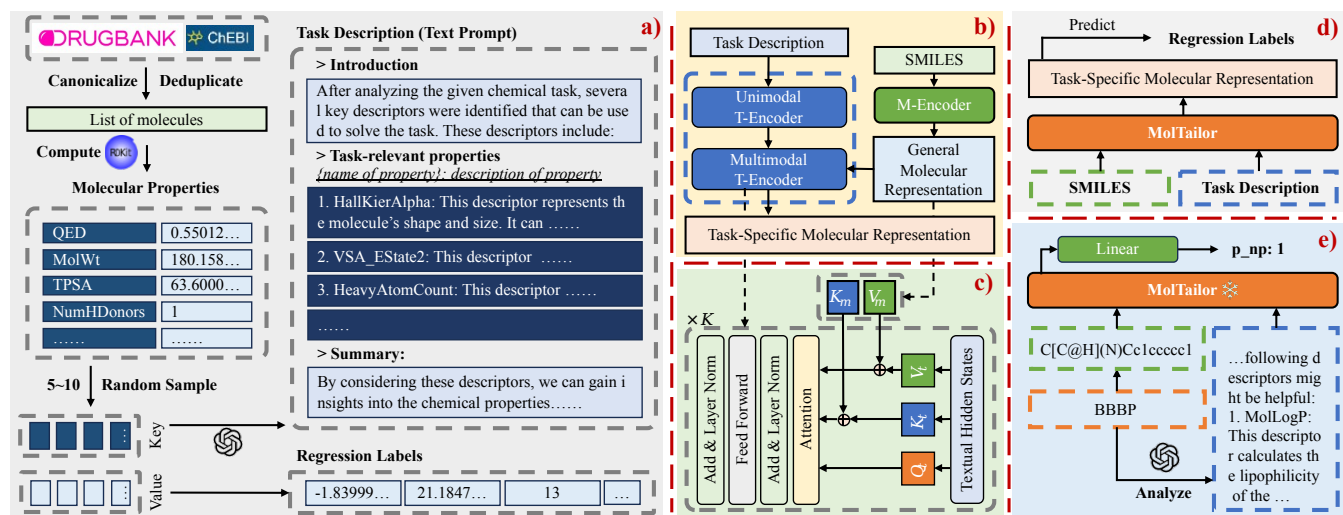 a)
DRUGBANK
ChEBI
Canonicalize
Deduplicate
List of molecules
Compute
RDKit
Molecular Properties
QED
0.55012…
MolWt
180.158…
TPSA
63.6000…
NumHDonors
1
……
……
5~10
Random Sample
Key
Value
Task Description (Text Prompt)
> Introduction
After analyzing the given chemical task, severa
l key descriptors were identified that can be use
d to solve the task. These descriptors include:
> Task-relevant properties
{name of property}: description of property
1. HallKierAlpha: This descriptor represents th
e molecule’s shape and size. It can ……
2. VSA_EState2: This descriptor ……
3. HeavyAtomCount: This descriptor ……
……
> Summary:
By considering these descriptors, we can gain i
nsights into the chemical properties……
Regression Labels
-1.83999…
21.1847…
13
…
b)
Task Description
SMILES
Unimodal
T-Encoder
M-Encoder
Multimodal
T-Encoder
General
Molecular
Representation
Task-Specific Molecular Representation
c)
K_m
V_m
× K
Add & Layer Norm
Feed Forward
Add & Layer Norm
Attention
V_t
K_t
Q_t
Textual Hidden States
d)
Predict
Regression Labels
Task-Specific Molecular Representation
MolTailor
SMILES
Task Description
e)
Linear
p_np: 1
MolTailor
C[C@H](N)Cc1ccccc1
BBBP
Analyze
…following d
escriptors mig
ht be helpful:
1. MolLogP:
This descripto
r calculates th
e lipophilicity
of the …